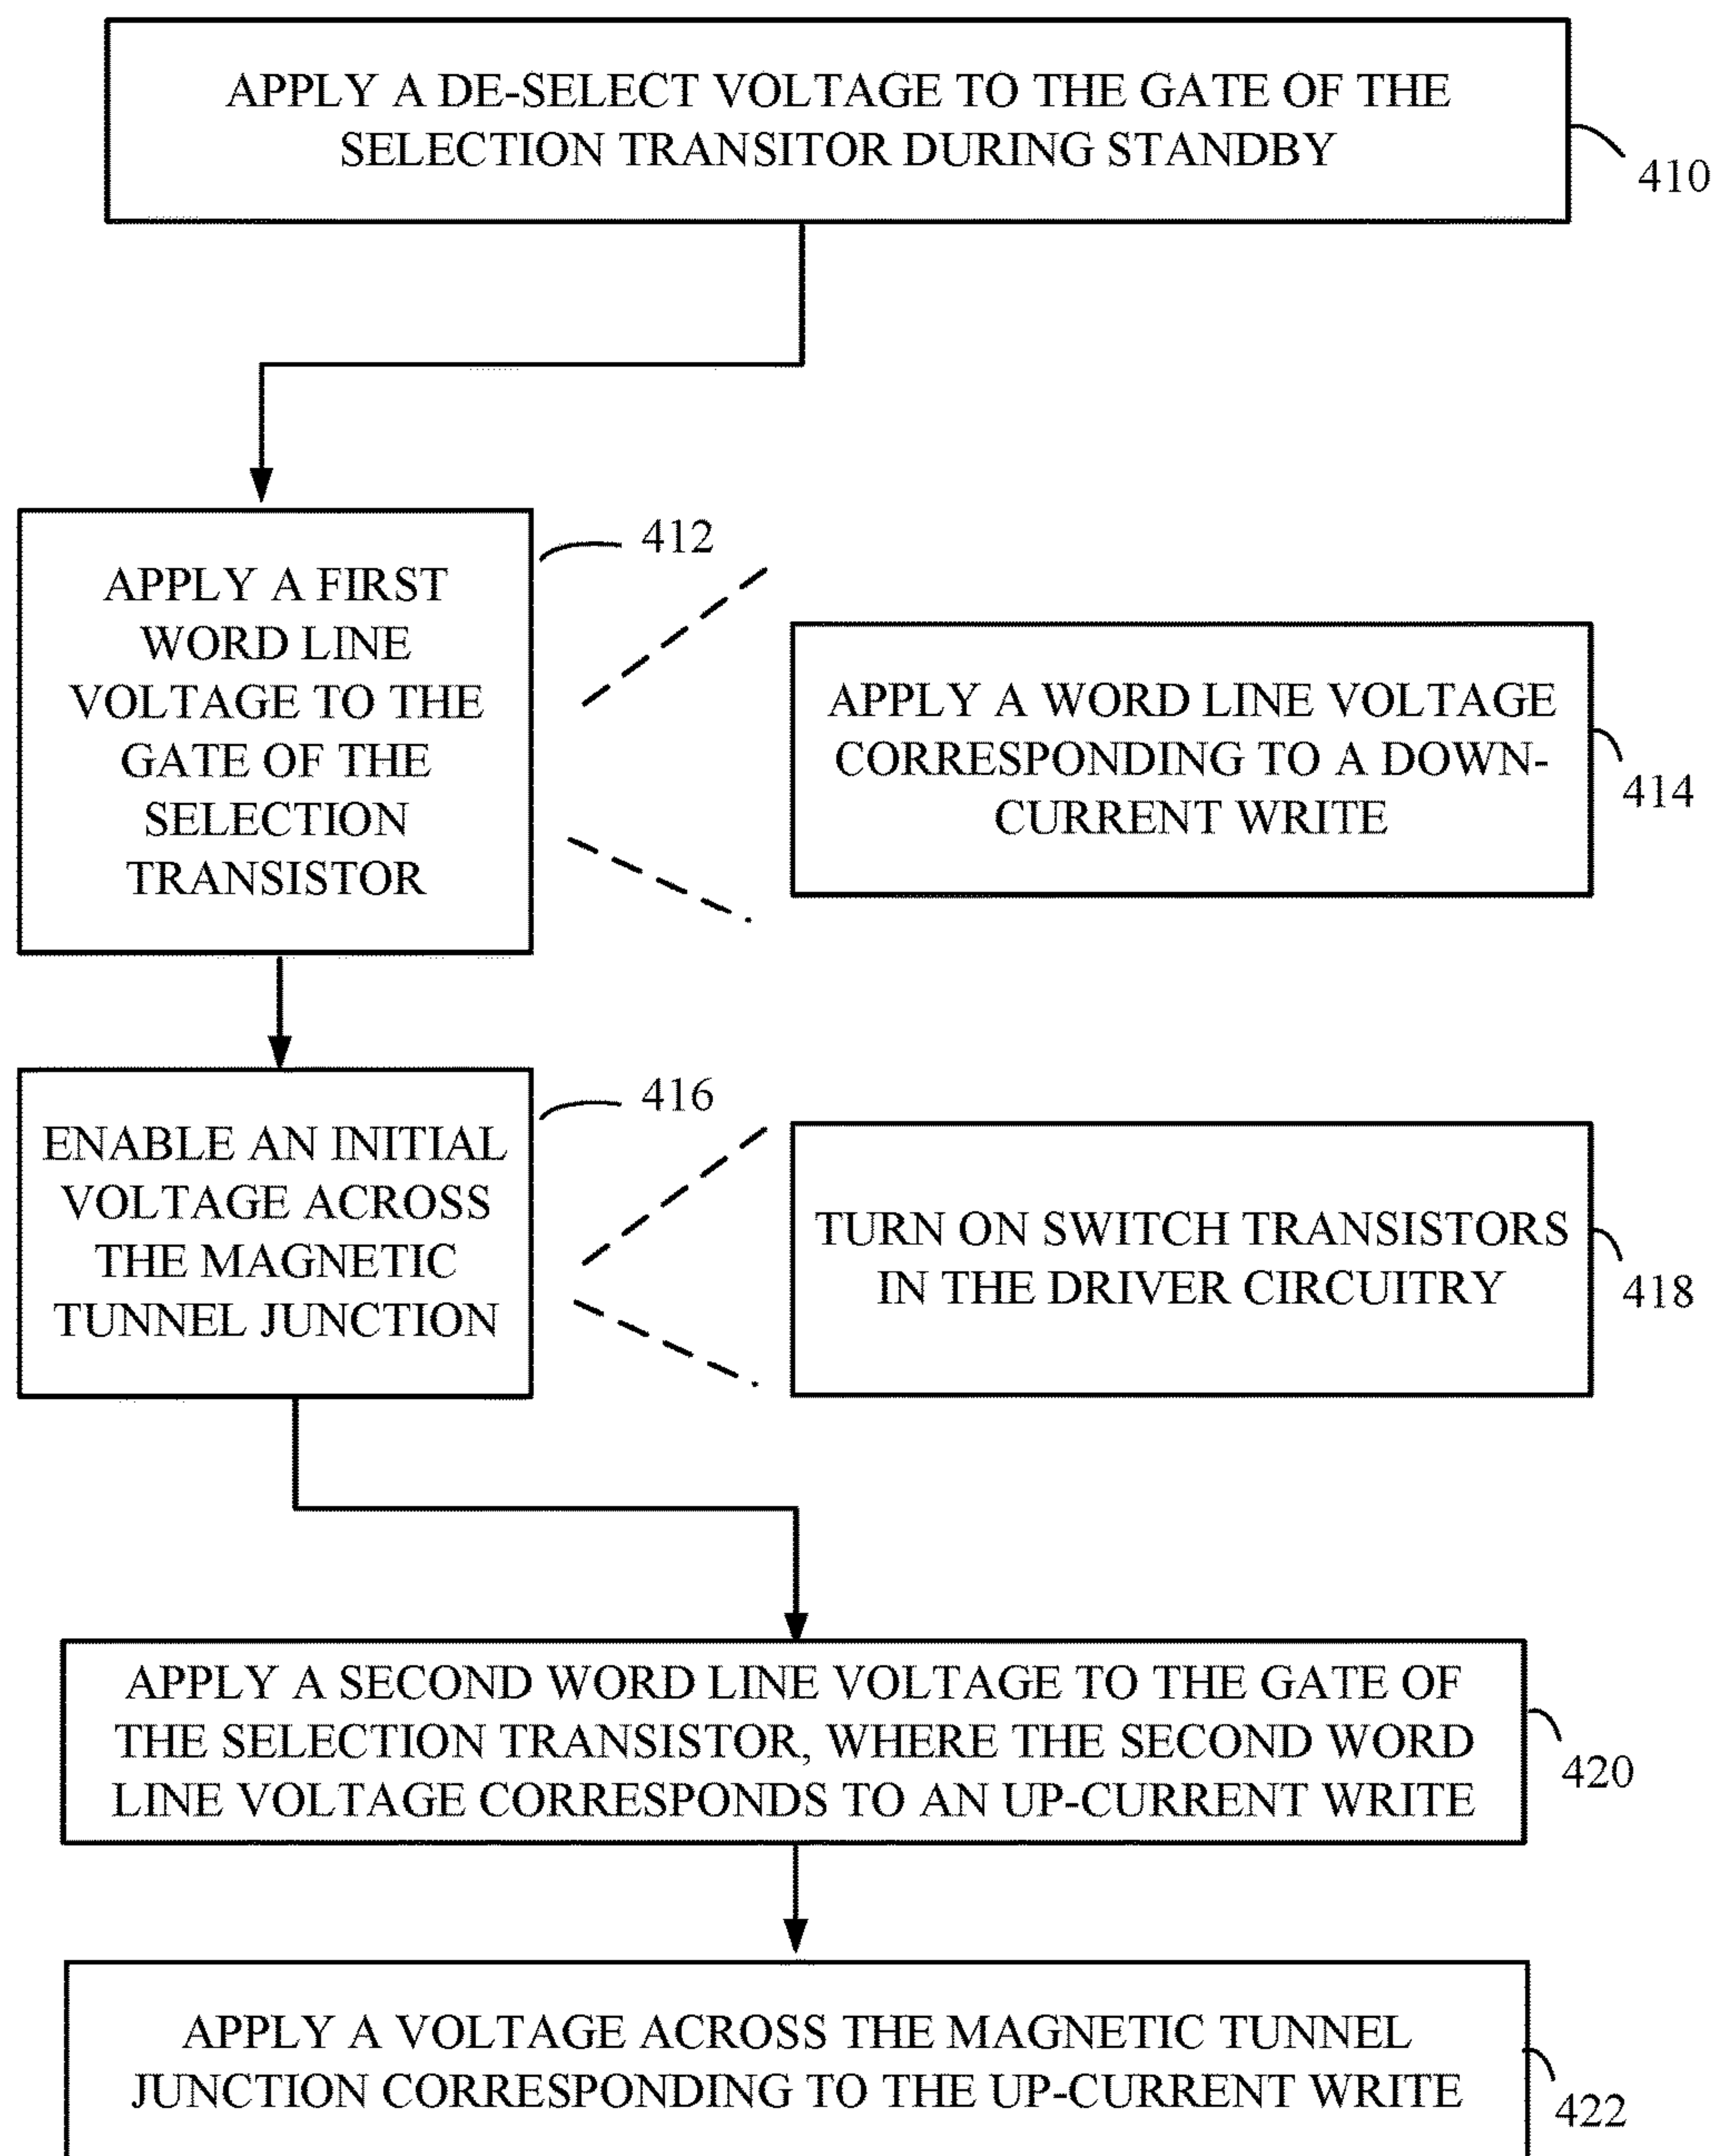 APPLY A DE-SELECT VOLTAGE TO THE GATE OF THE
SELECTION TRANSITOR DURING STANDBY
410
412
APPLY A FIRST
WORD LINE
VOLTAGE TO THE
GATE OF THE
SELECTION
TRANSISTOR
APPLY A WORD LINE VOLTAGE
CORRESPONDING TO A DOWN-
CURRENT WRITE
414
416
ENABLE AN INITIAL
VOLTAGE ACROSS
THE MAGNETIC
TUNNEL JUNCTION
TURN ON SWITCH TRANSISTORS
IN THE DRIVER CIRCUITRY
418
APPLY A SECOND WORD LINE VOLTAGE TO THE GATE OF
THE SELECTION TRANSISTOR, WHERE THE SECOND WORD
LINE VOLTAGE CORRESPONDS TO AN UP-CURRENT WRITE
420
APPLY A VOLTAGE ACROSS THE MAGNETIC TUNNEL
JUNCTION CORRESPONDING TO THE UP-CURRENT WRITE
422